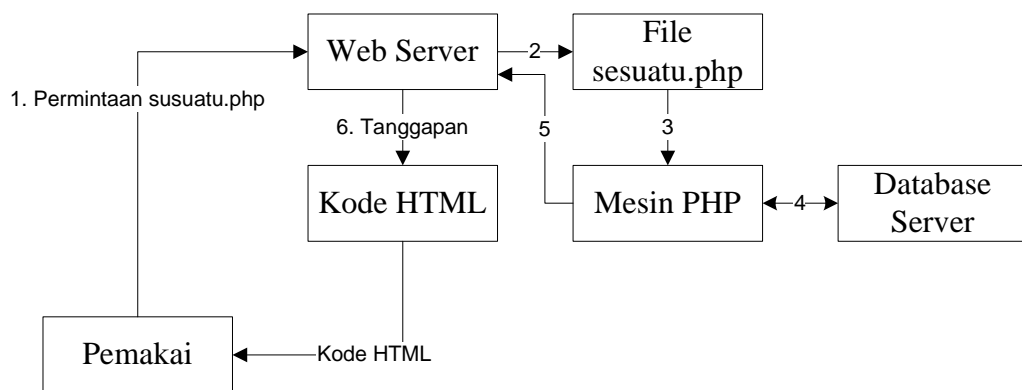 Web Server
2
File
sesuatu.php
1. Permintaan susuatu.php
6. Tanggapan
5
3
Kode HTML
Mesin PHP
4
Database
Server
Pemakai
Kode HTML